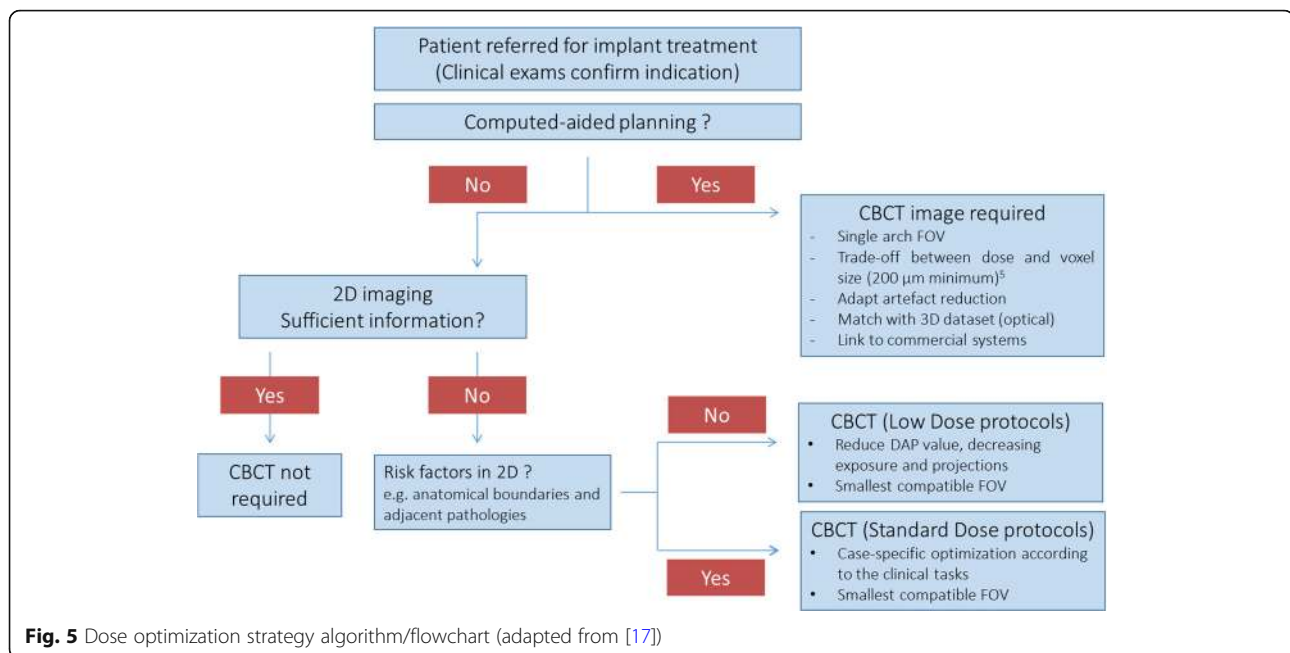 Patient referred for implant treatment
(Clinical exams confirm indication)
Computed-aided planning ?
No
Yes
CBCT image required
- Single arch FOV
- Trade-off between dose and voxel
size (200 μm minimum)⁵
- Adapt artefact reduction
- Match with 3D dataset (optical)
- Link to commercial systems
2D imaging
Sufficient information?
Yes
No
CBCT not
required
Risk factors in 2D ?
e.g. anatomical boundaries and
adjacent pathologies
No
CBCT (Low Dose protocols)
• Reduce DAP value, decreasing
exposure and projections
• Smallest compatible FOV
Yes
CBCT (Standard Dose protocols)
• Case-specific optimization according
to the clinical tasks
• Smallest compatible FOV
Fig. 5 Dose optimization strategy algorithm/flowchart (adapted from [17])